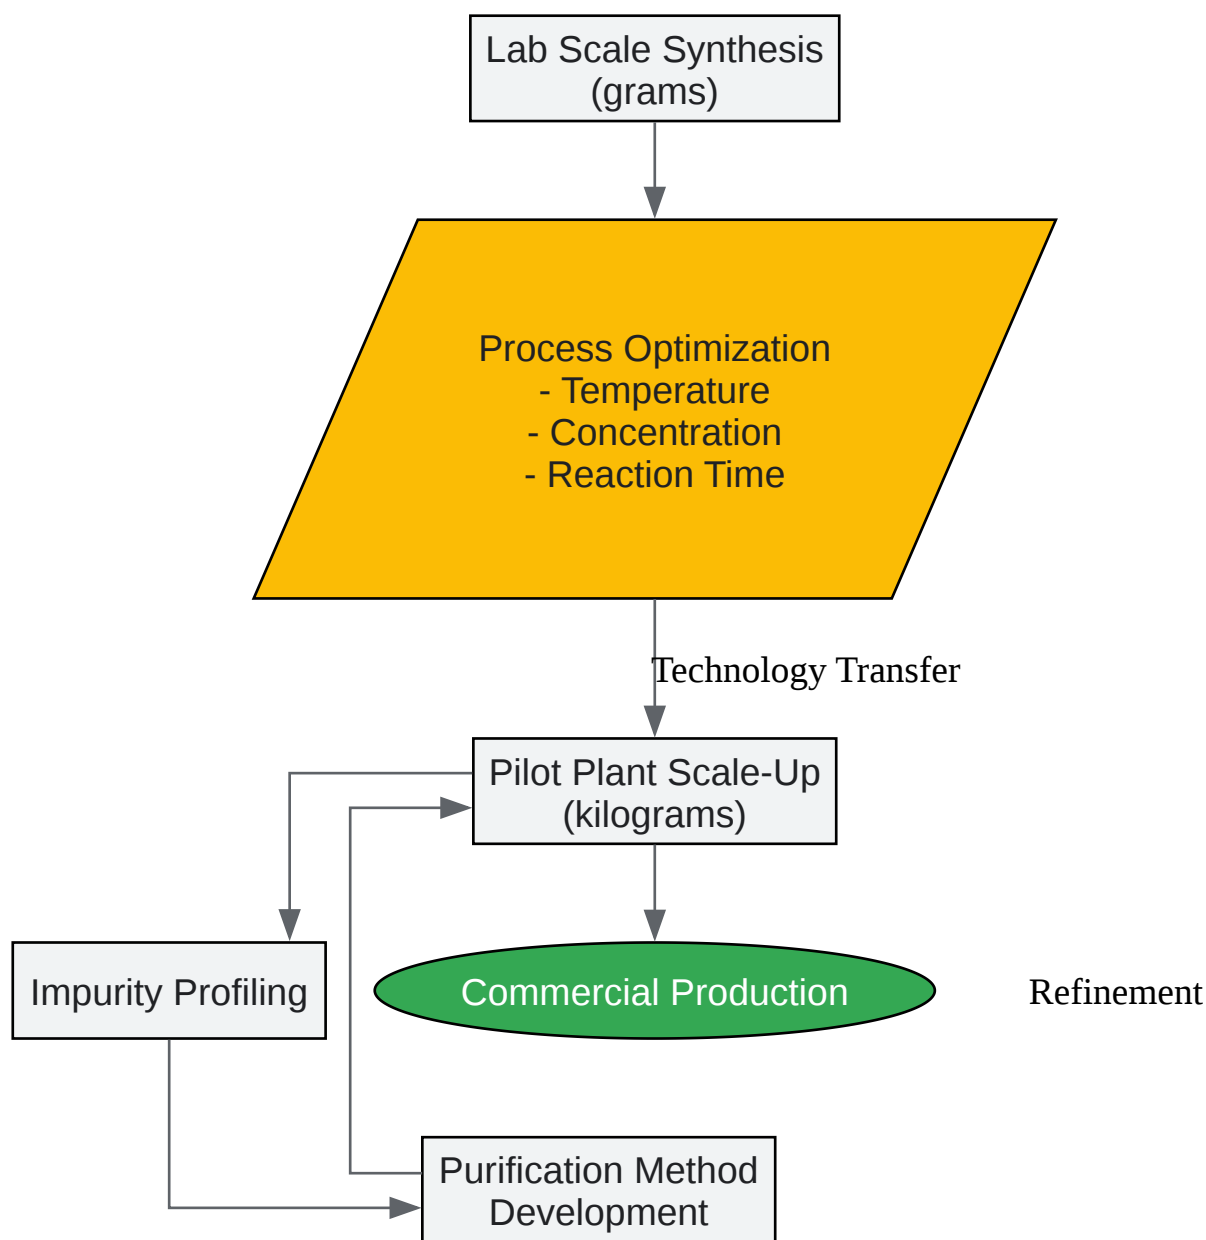 Lab Scale Synthesis
(grams)
Process Optimization
- Temperature
- Concentration
- Reaction Time
Technology Transfer
Pilot Plant Scale-Up
(kilograms)
Impurity Profiling
Commercial Production
Refinement
Purification Method
Development